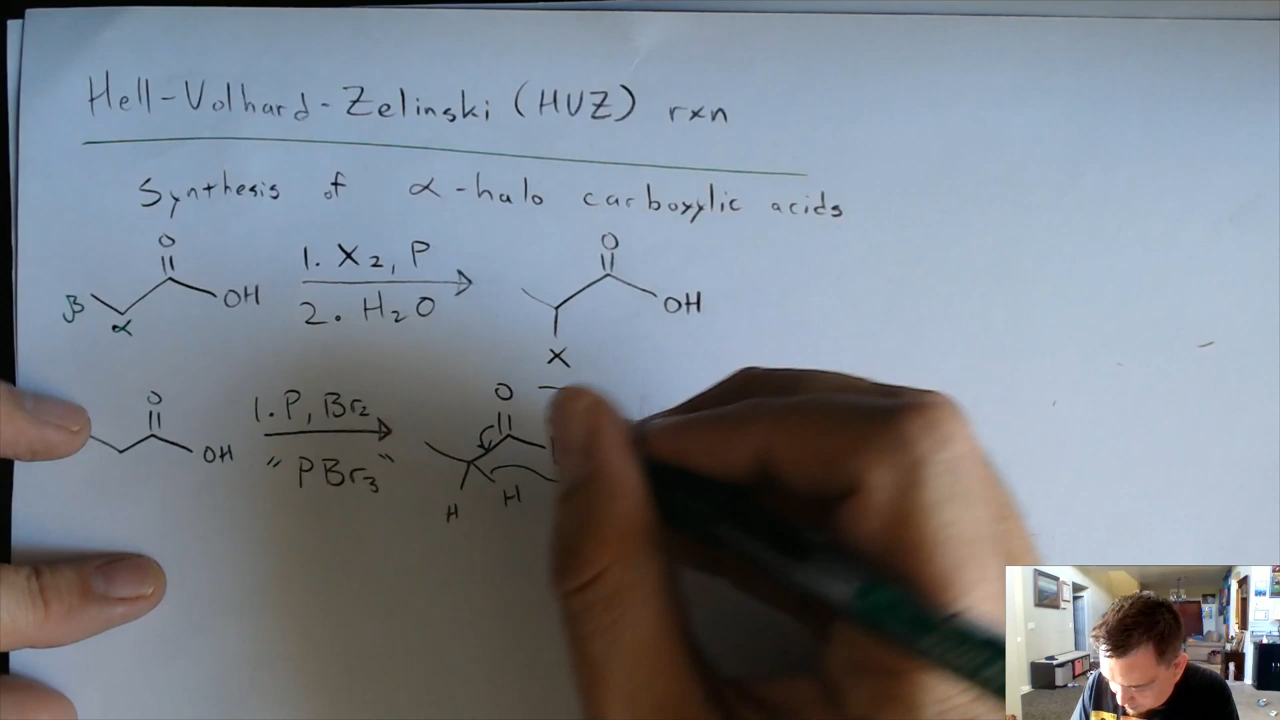 Hell-Volhard-Zelinski (HVZ) rxn
Synthesis of α-halo carboxylic acids
O 1. X2, P O
β α OH 2. H2O OH
X
O 1. P, Br2 O
OH "PBr3"
H H